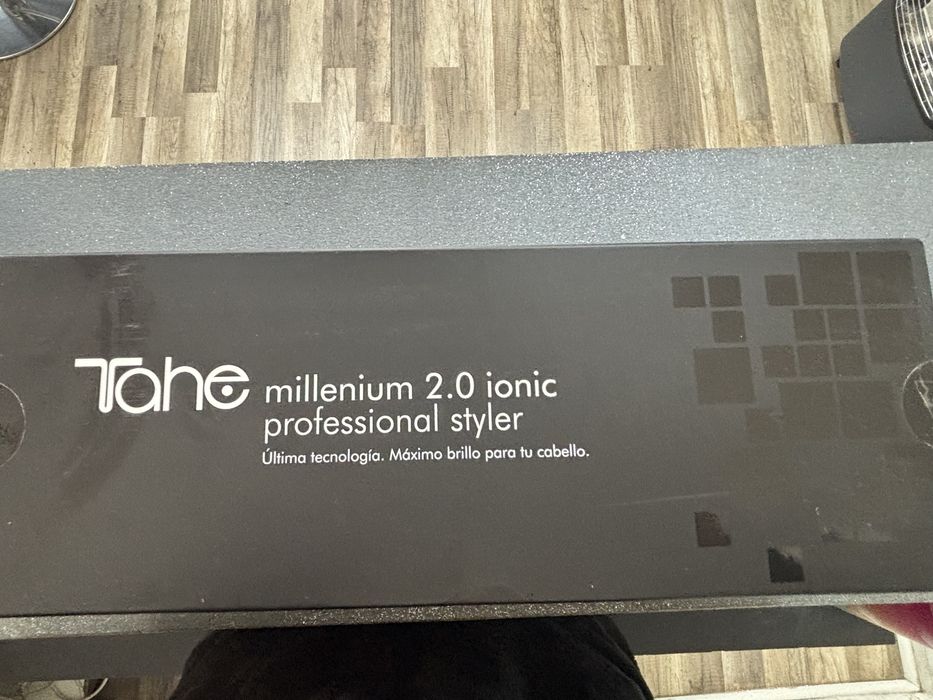 Tahe millenium 2.0 ionic
professional styler
Última tecnología. Máximo brillo para tu cabello.